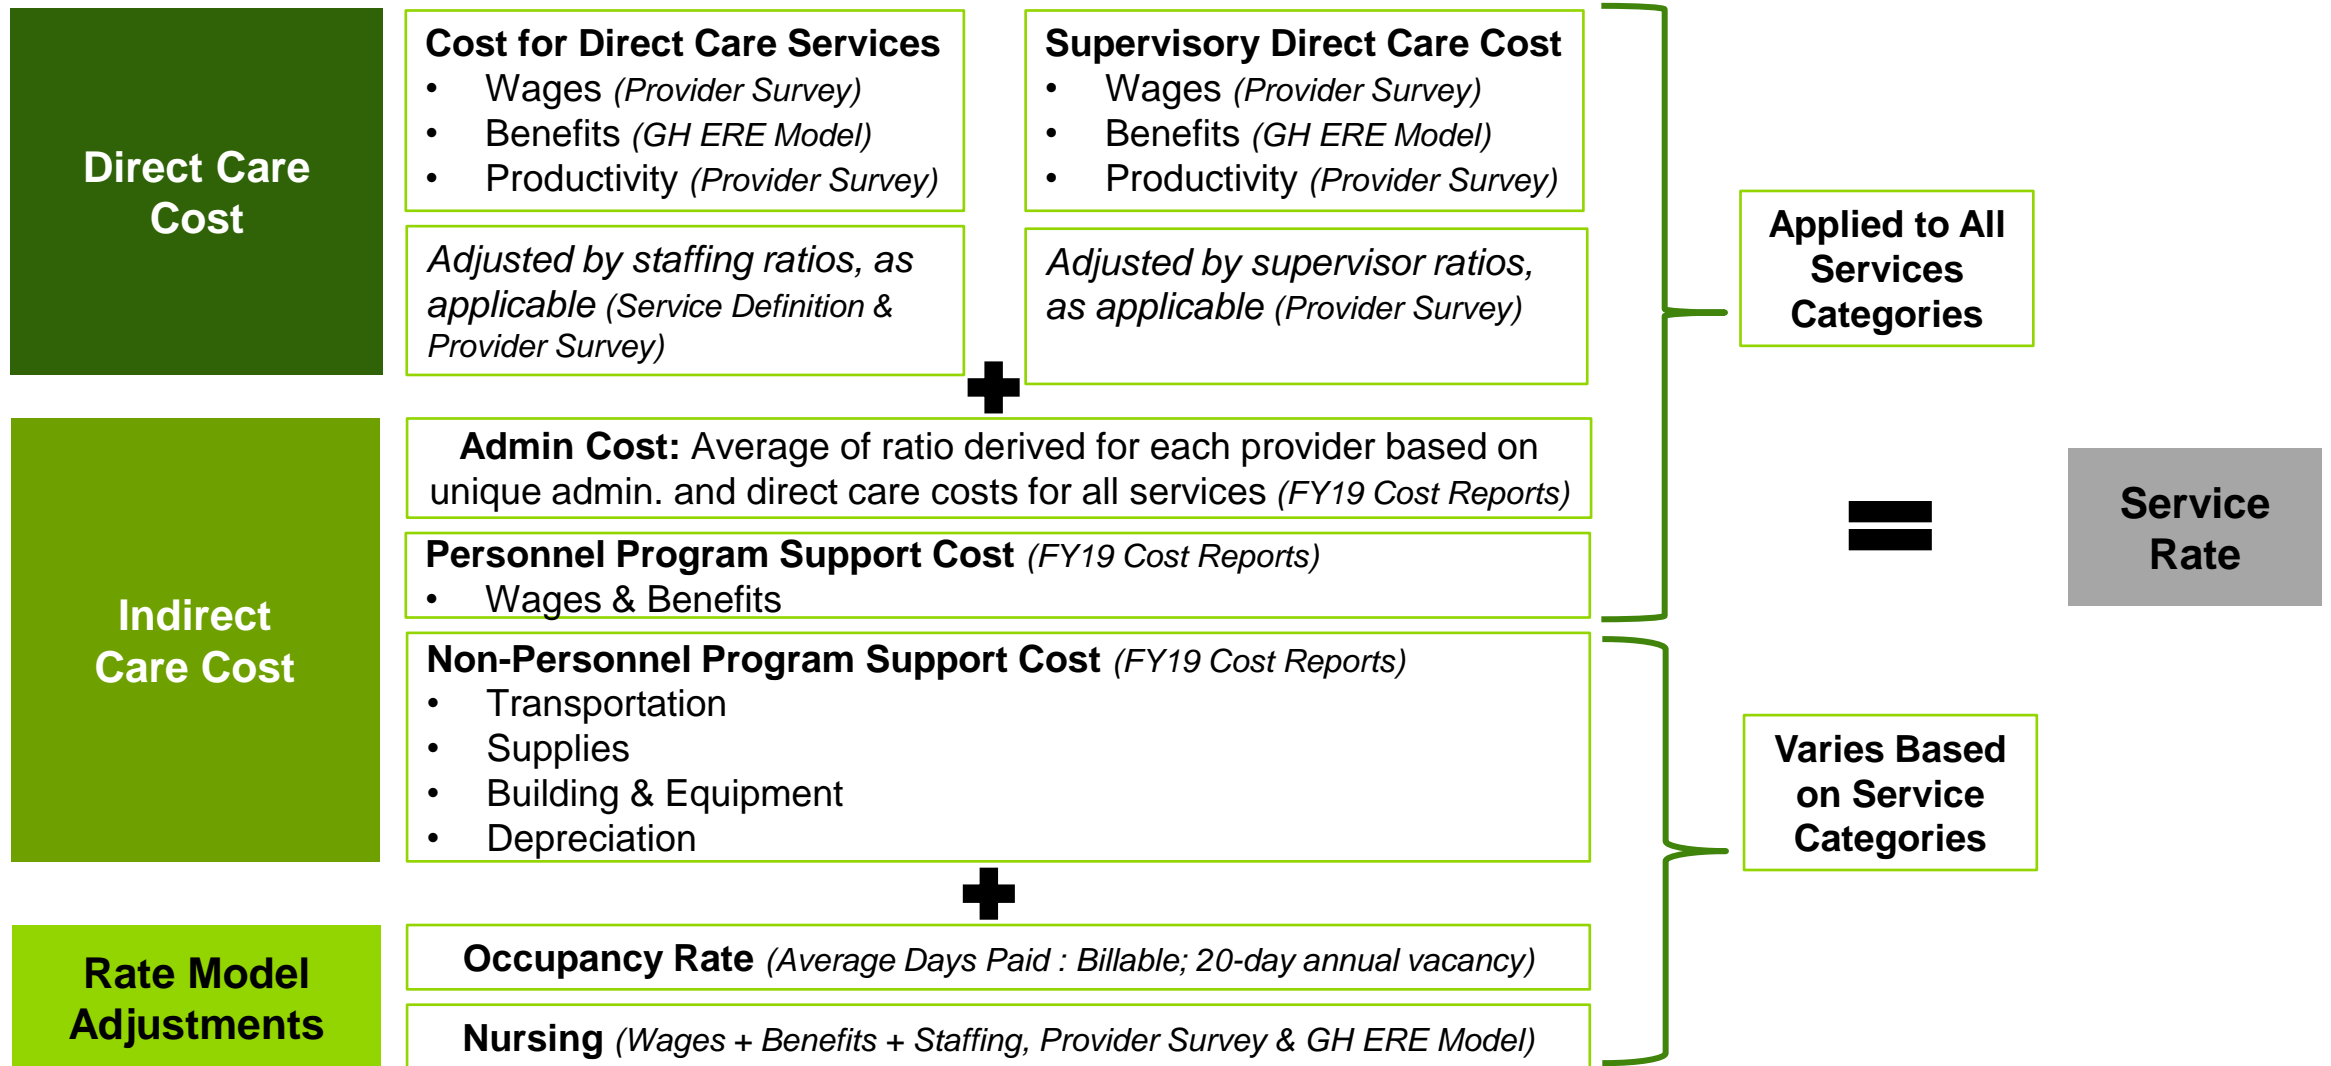 Direct Care
Cost
Cost for Direct Care Services
• Wages (Provider Survey)
• Benefits (GH ERE Model)
• Productivity (Provider Survey)
Adjusted by staffing ratios, as
applicable (Service Definition &
Provider Survey)
Supervisory Direct Care Cost
• Wages (Provider Survey)
• Benefits (GH ERE Model)
• Productivity (Provider Survey)
Adjusted by supervisor ratios,
as applicable (Provider Survey)
Applied to All
Services
Categories
Indirect
Care Cost
Admin Cost: Average of ratio derived for each provider based on
unique admin. and direct care costs for all services (FY19 Cost Reports)
Personnel Program Support Cost (FY19 Cost Reports)
• Wages & Benefits
Non-Personnel Program Support Cost (FY19 Cost Reports)
• Transportation
• Supplies
• Building & Equipment
• Depreciation
Varies Based
on Service
Categories
Service
Rate
Rate Model
Adjustments
Occupancy Rate (Average Days Paid : Billable; 20-day annual vacancy)
Nursing (Wages + Benefits + Staffing, Provider Survey & GH ERE Model)